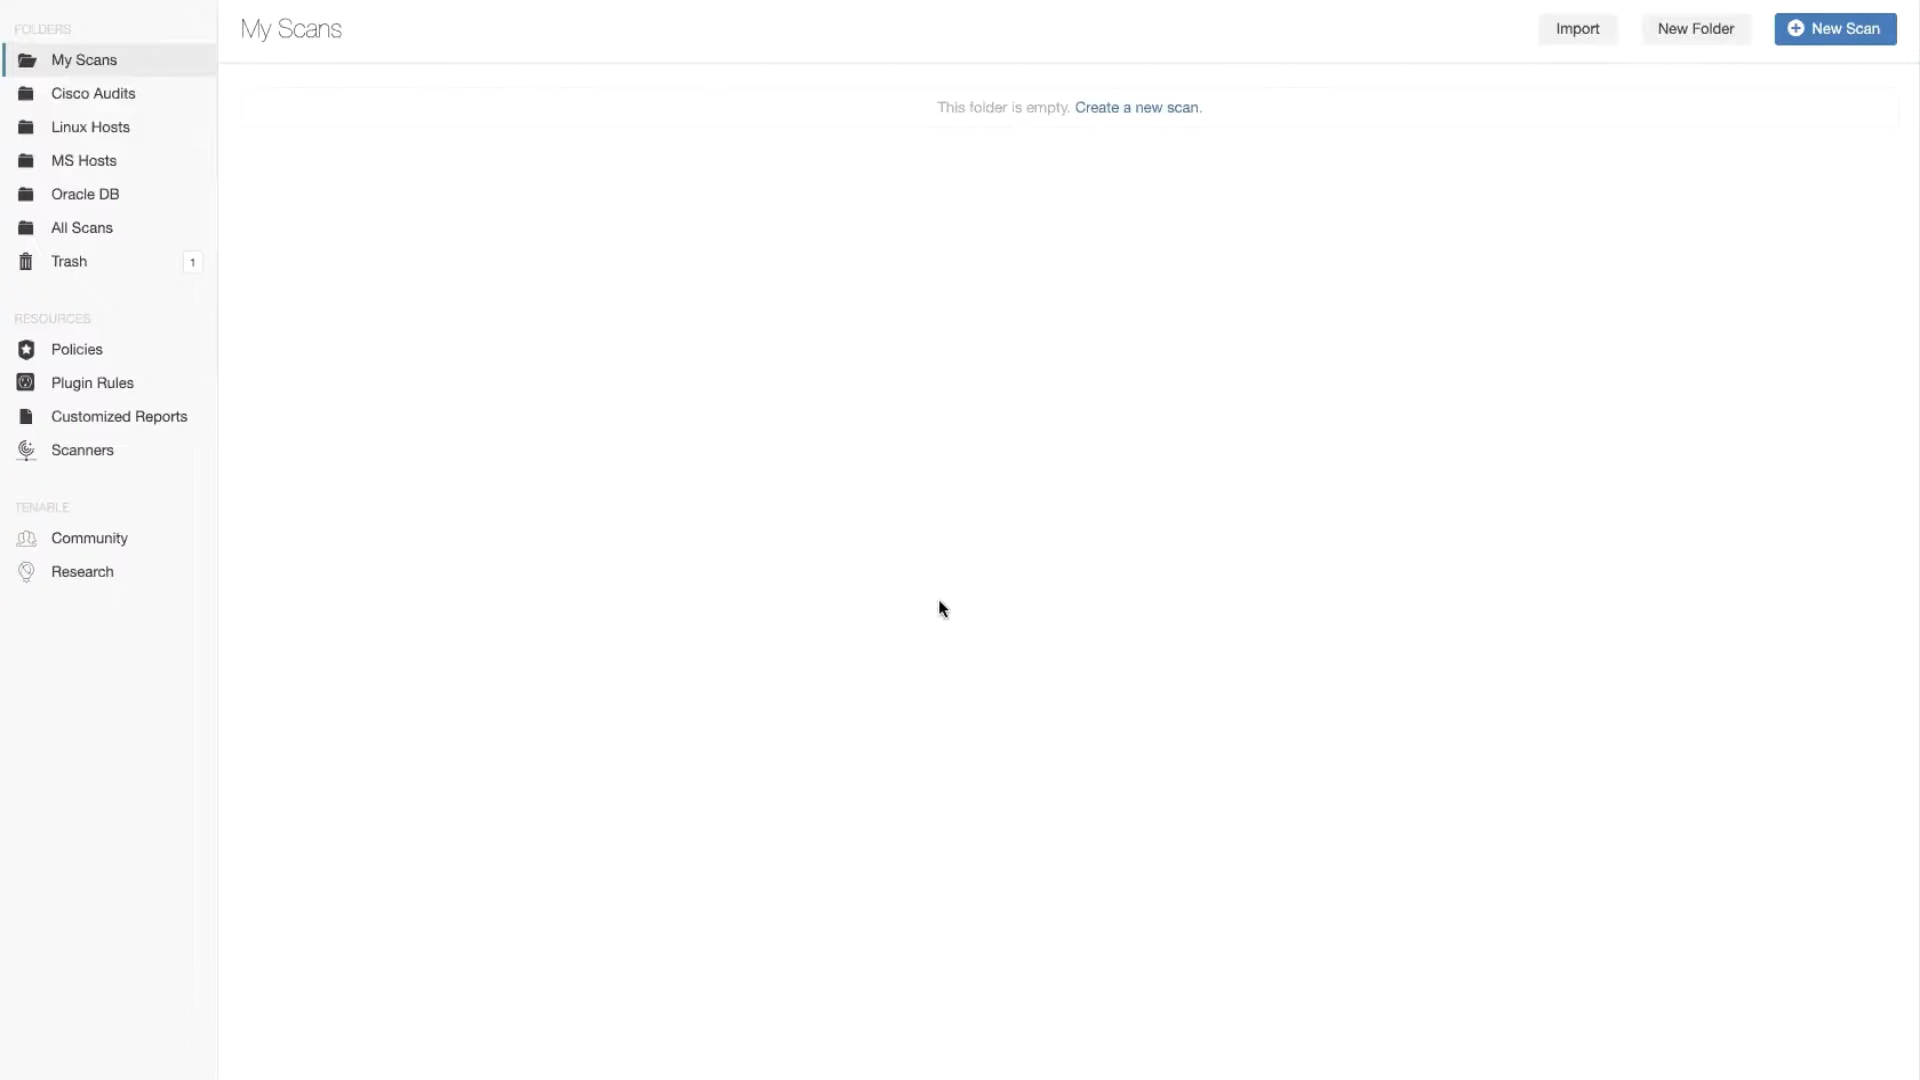 FOLDERS
My Scans
Cisco Audits
Linux Hosts
MS Hosts
Oracle DB
All Scans
Trash 1
RESOURCES
Policies
Plugin Rules
Customized Reports
Scanners
TENABLE
Community
Research
My Scans
Import
New Folder
New Scan
This folder is empty. Create a new scan.